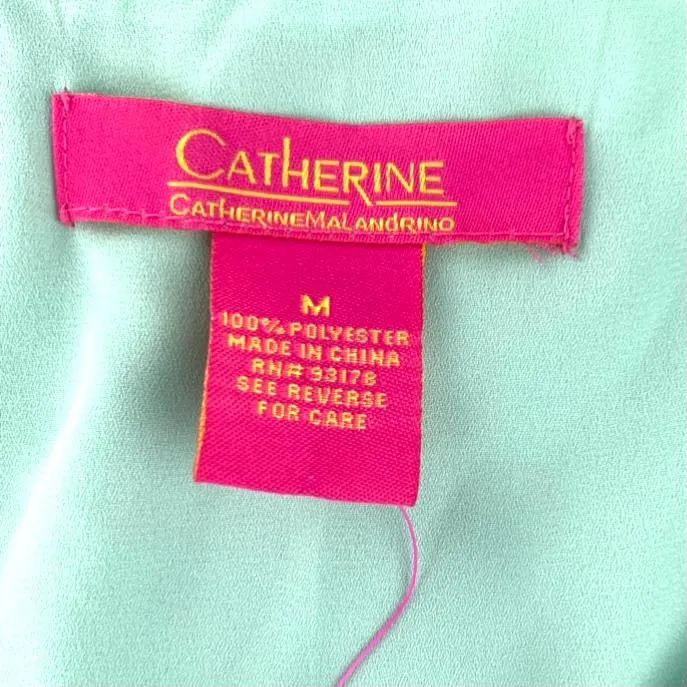 CATHERINE
CATHERINEMALANDRINO
M
100% POLYESTER
MADE IN CHINA
RN# 93178
SEE REVERSE
FOR CARE